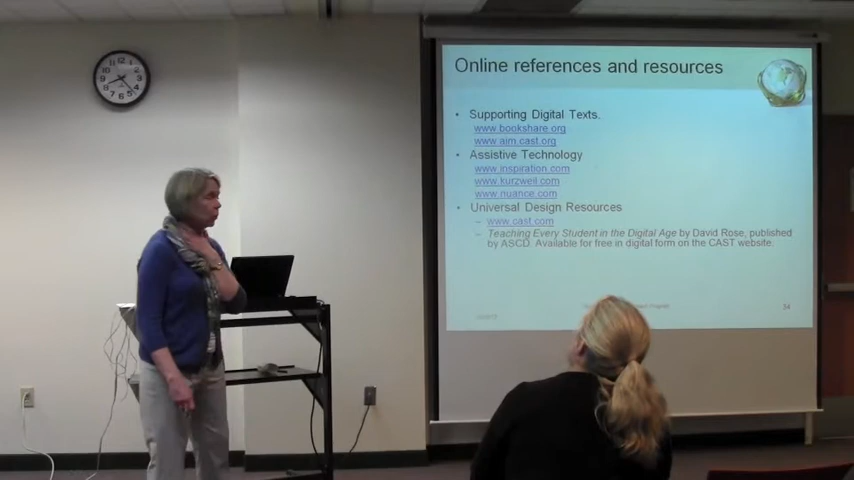 Online references and resources
• Supporting Digital Texts.
www.bookshare.org
www.aim.cast.org
• Assistive Technology
www.inspiration.com
www.kurzweil.com
www.nuance.com
• Universal Design Resources
– www.cast.com
– Teaching Every Student in the Digital Age by David Rose, published
by ASCD. Available for free in digital form on the CAST website.
34